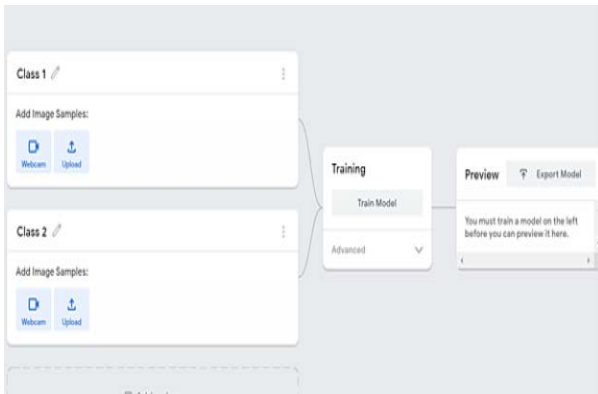 Class 1
Add Image Samples:
Webcam Upload
Class 2
Add Image Samples:
Webcam Upload
Training
Train Model
Advanced
Preview
Export Model
You must train a model on the left
before you can preview it here.